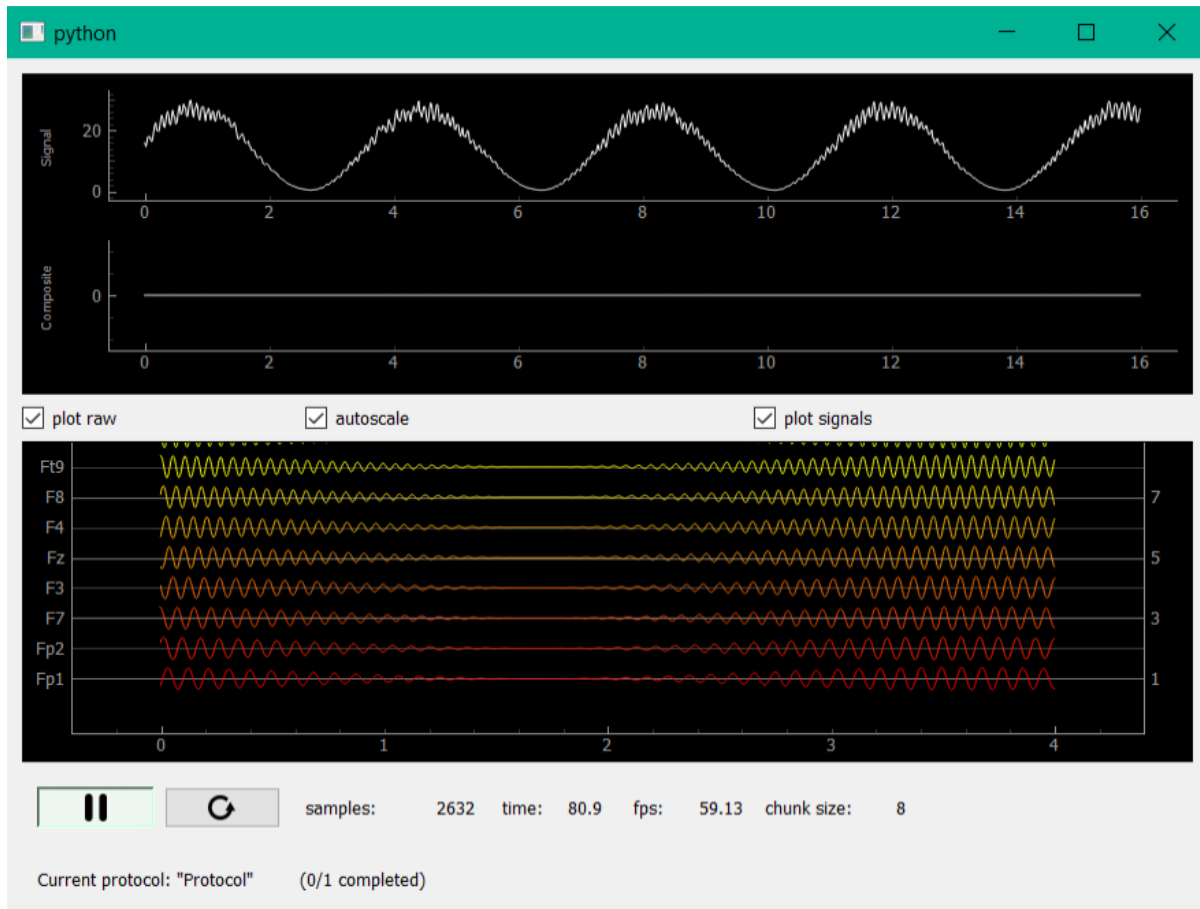 python
Signal
20
0
0 2 4 6 8 10 12 14 16
Composite
0
0 2 4 6 8 10 12 14 16
plot raw autoscale plot signals
Ft9
F8 7
F4
Fz 5
F3
F7 3
Fp2
Fp1 1
0 1 2 3 4
samples: 2632 time: 80.9 fps: 59.13 chunk size: 8
Current protocol: "Protocol" (0/1 completed)